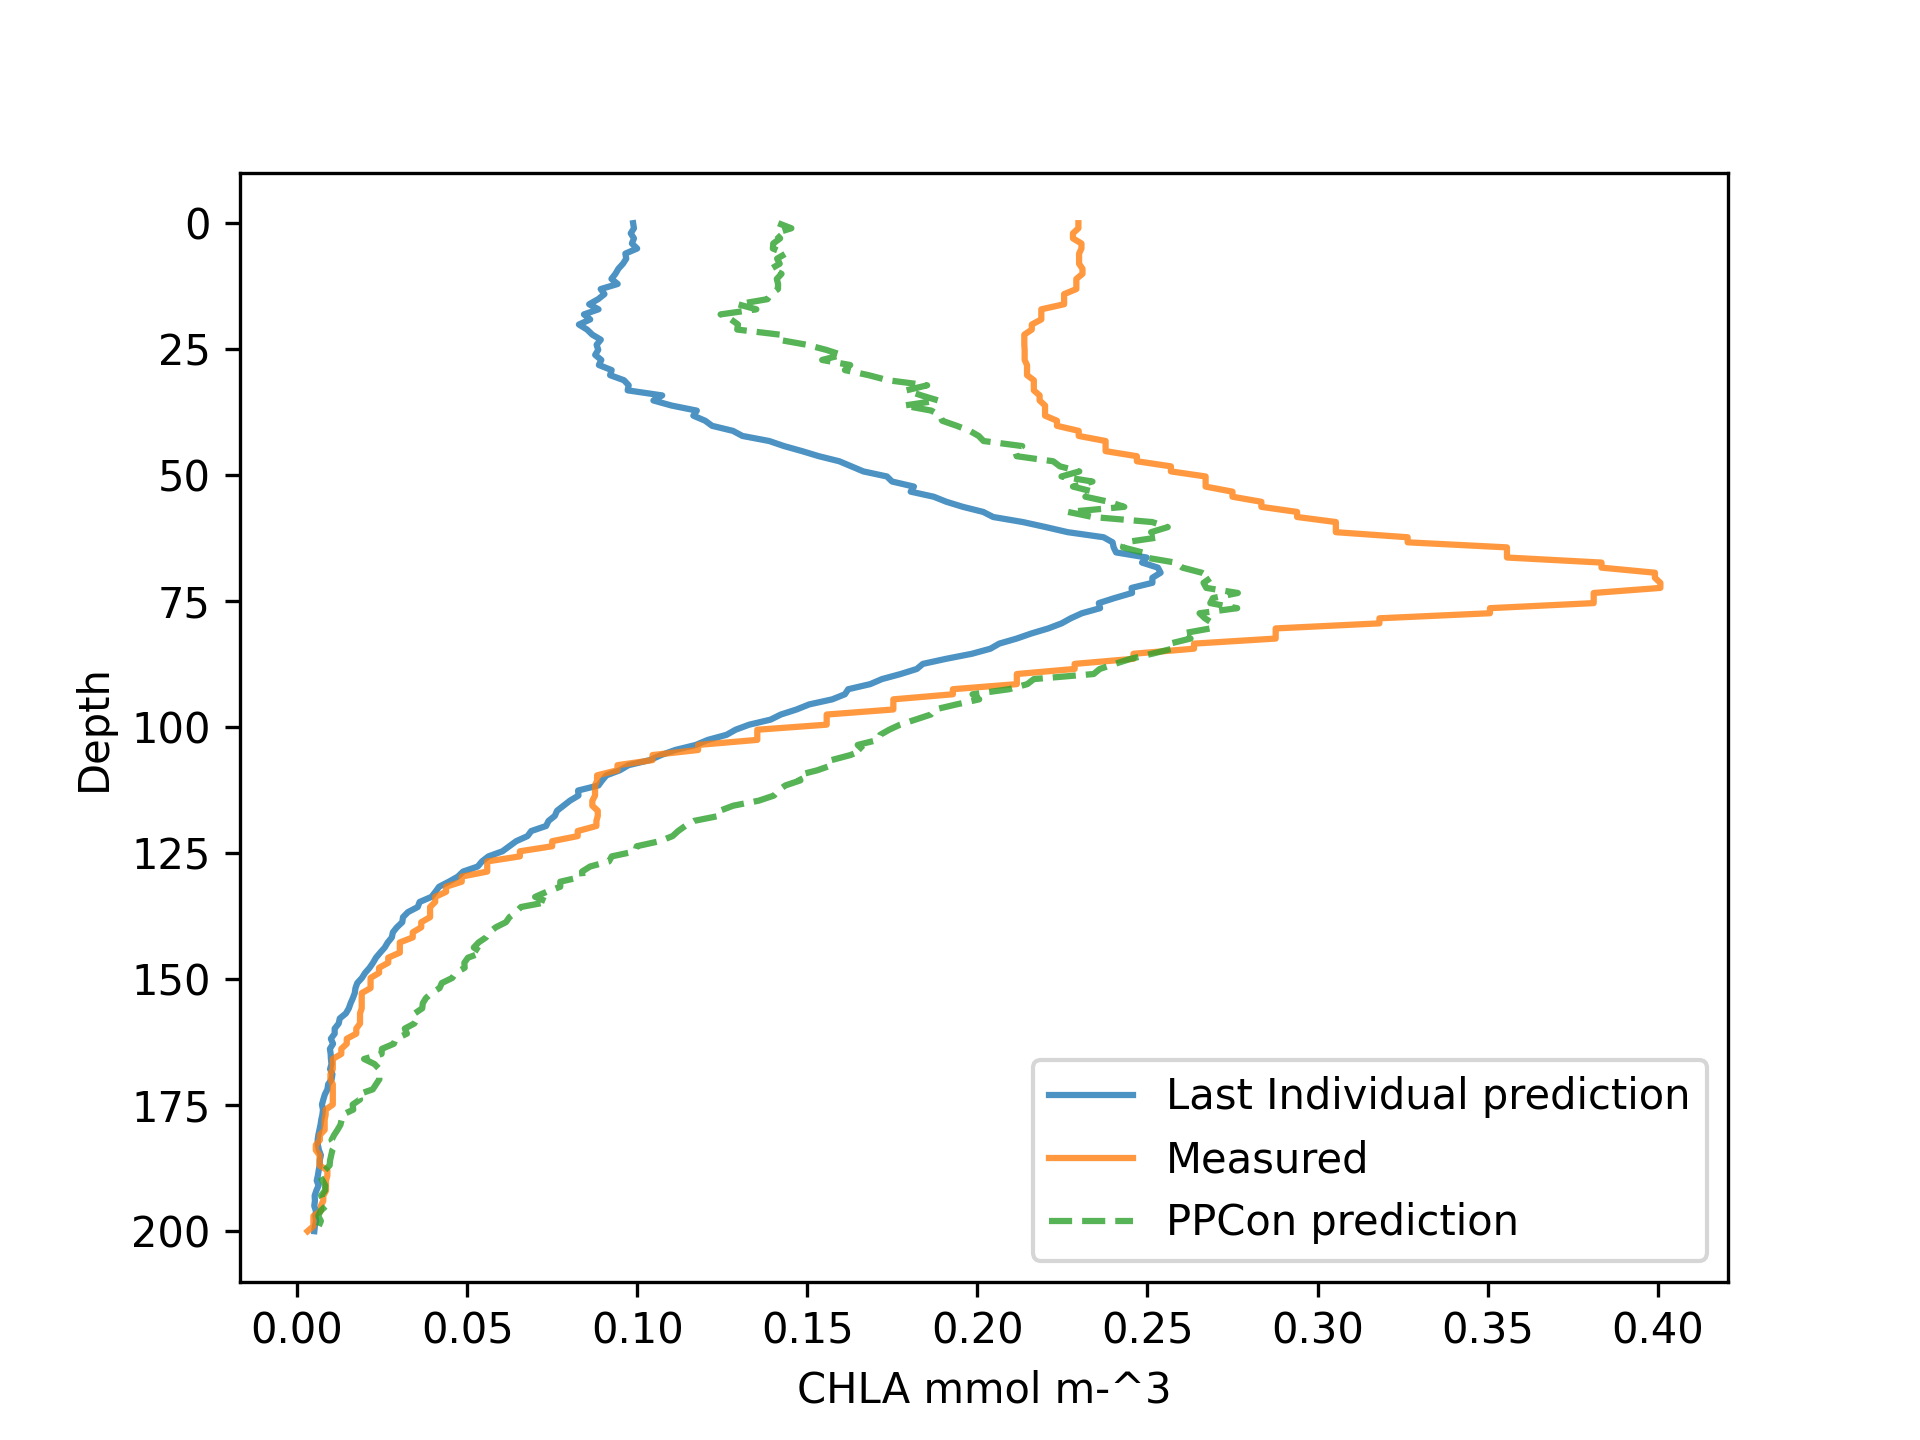 0
25
50
75
100
125
150
175
200
Depth
0.00 0.05 0.10 0.15 0.20 0.25 0.30 0.35 0.40
CHLA mmol m-^3
Last Individual prediction
Measured
PPCon prediction